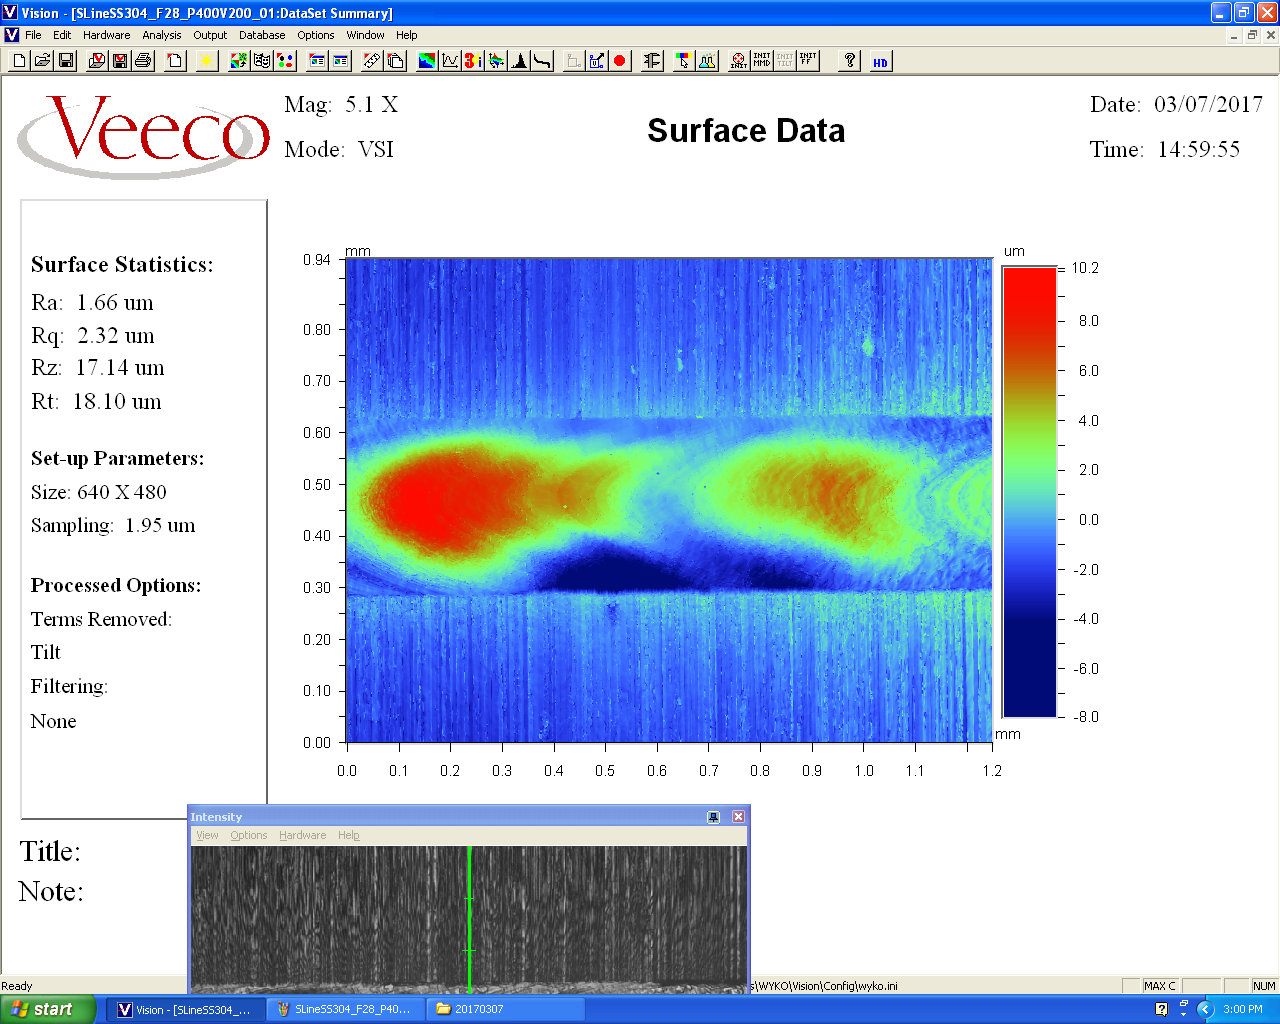 Vision - [SLineSS304_F28_P400V200_01:DataSet Summary]
File Edit Hardware Analysis Output Database Options Window Help
INIT INIT MMD INIT TILT INIT FF ? HD
Veeco
Mag: 5.1 X
Mode: VSI
Surface Data
Date: 03/07/2017
Time: 14:59:55
Surface Statistics:
Ra: 1.66 um
Rq: 2.32 um
Rz: 17.14 um
Rt: 18.10 um
Set-up Parameters:
Size: 640 X 480
Sampling: 1.95 um
Processed Options:
Terms Removed:
Tilt
Filtering:
None
mm
0.94
0.80
0.70
0.60
0.50
0.40
0.30
0.20
0.10
0.00
0.0 0.1 0.2 0.3 0.4 0.5 0.6 0.7 0.8 0.9 1.0 1.1 1.2
mm
um
10.2
8.0
6.0
4.0
2.0
0.0
-2.0
-4.0
-6.0
-8.0
Title:
Note:
Intensity
View Options Hardware Help
Ready
s\WYKO\Vision\Config\wyko.ini
MAX C
NUM
start
Vision - [SLineSS304_...
SLineSS304_F28_P40...
20170307
3:00 PM